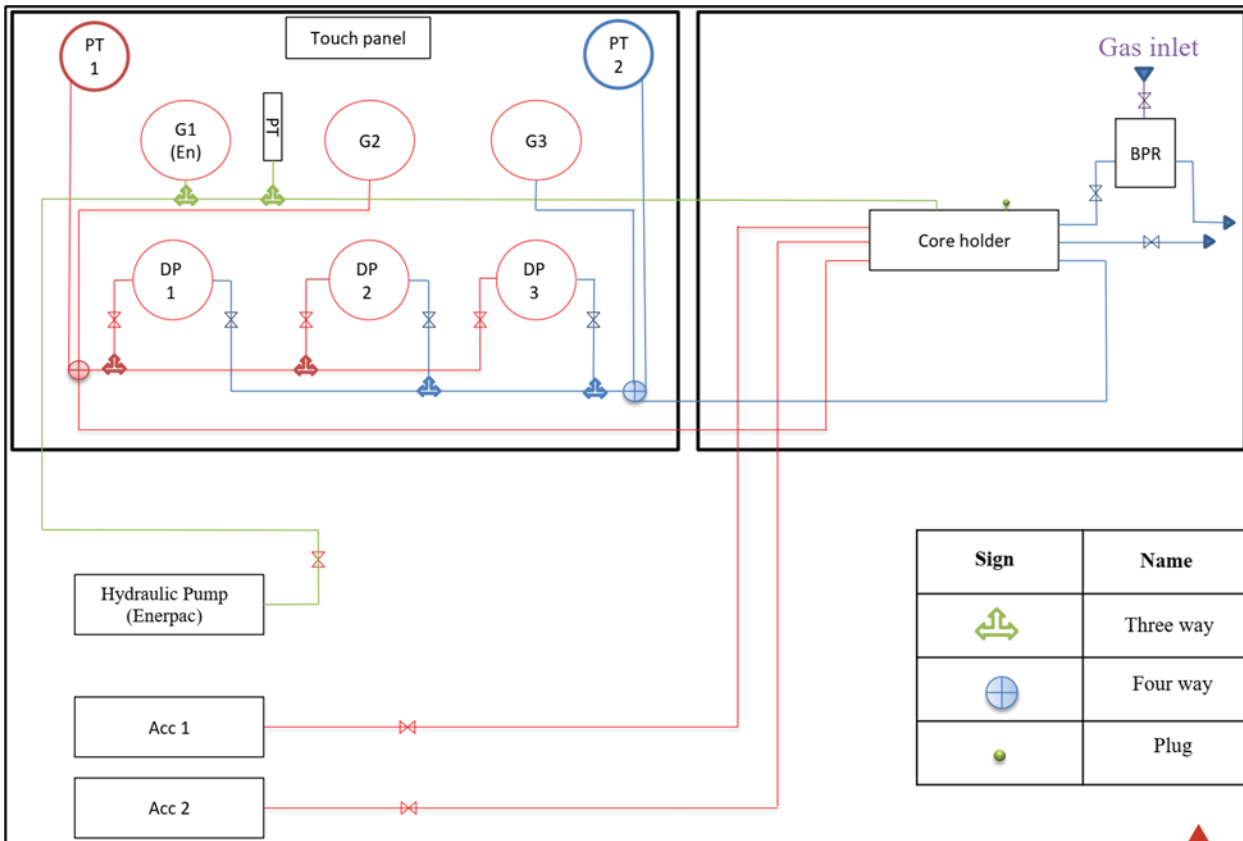 PT
1
Touch panel
PT
2
Gas inlet
G1
(En)
PT
G2
G3
BPR
Core holder
DP
1
DP
2
DP
3
Hydraulic Pump
(Enerpac)
Acc 1
Acc 2
Sign Name
Three way
Four way
Plug